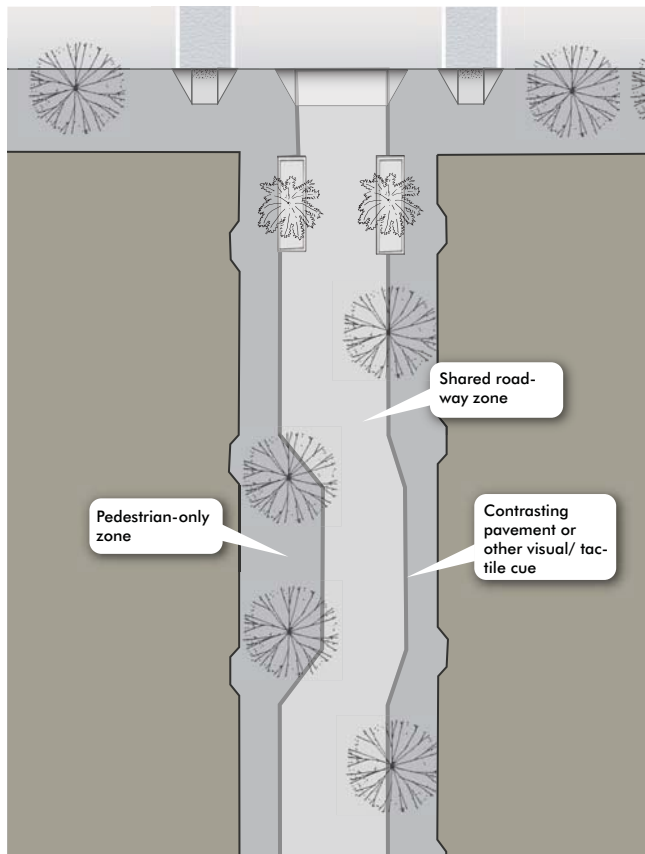 Shared road-
way zone
Pedestrian-only
zone
Contrasting
pavement or
other visual/ tac-
tile cue